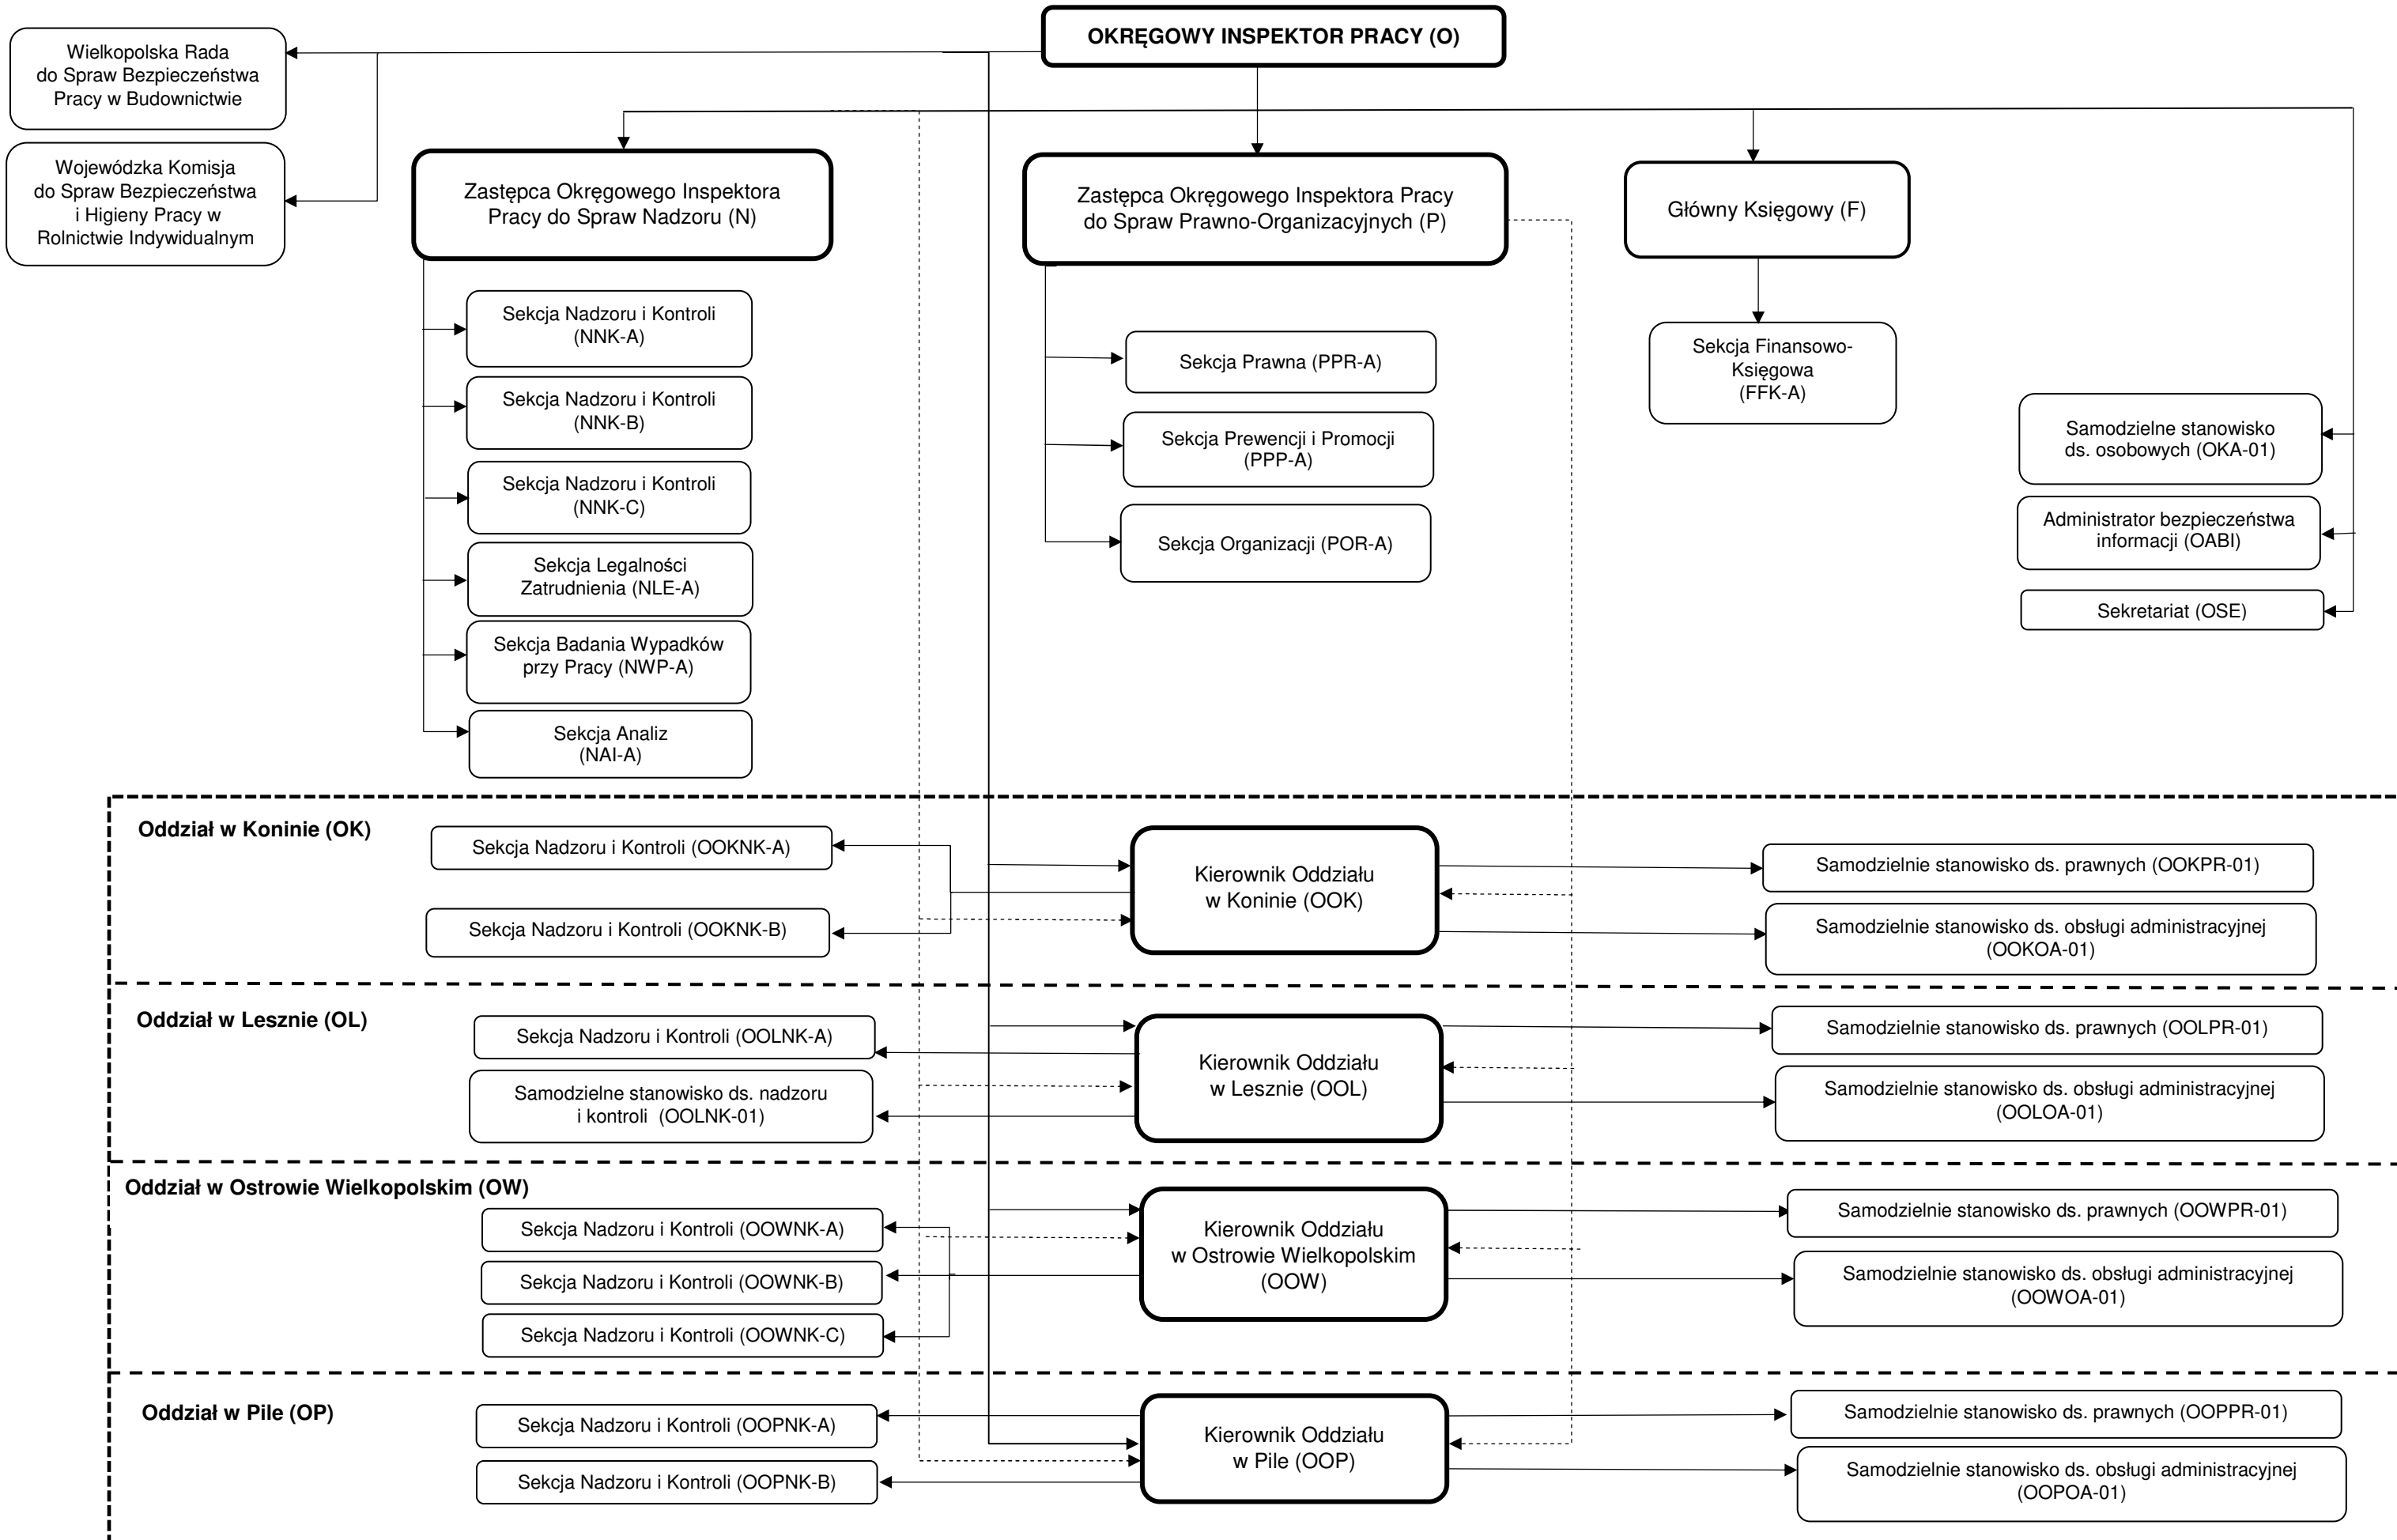 OKRĘGOWY INSPEKTOR PRACY (O)
Wielkopolska Rada
do Spraw Bezpieczeństwa
Pracy w Budownictwie
Wojewódzka Komisja
do Spraw Bezpieczeństwa
i Higieny Pracy w
Rolnictwie Indywidualnym
Zastępca Okręgowego Inspektora
Pracy do Spraw Nadzoru (N)
Zastępca Okręgowego Inspektora Pracy
do Spraw Prawno-Organizacyjnych (P)
Główny Księgowy (F)
Sekcja Nadzoru i Kontroli
(NNK-A)
Sekcja Nadzoru i Kontroli
(NNK-B)
Sekcja Nadzoru i Kontroli
(NNK-C)
Sekcja Legalności
Zatrudnienia (NLE-A)
Sekcja Badania Wypadków
przy Pracy (NWP-A)
Sekcja Analiz
(NAI-A)
Sekcja Prawna (PPR-A)
Sekcja Prewencji i Promocji
(PPP-A)
Sekcja Organizacji (POR-A)
Sekcja Finansowo-
Księgowa
(FFK-A)
Samodzielne stanowisko
ds. osobowych (OKA-01)
Administrator bezpieczeństwa
informacji (OABI)
Sekretariat (OSE)
Oddział w Koninie (OK)
Sekcja Nadzoru i Kontroli (OOKNK-A)
Sekcja Nadzoru i Kontroli (OOKNK-B)
Kierownik Oddziału
w Koninie (OOK)
Samodzielnie stanowisko ds. prawnych (OOKPR-01)
Samodzielnie stanowisko ds. obsługi administracyjnej
(OOKOA-01)
Oddział w Lesznie (OL)
Sekcja Nadzoru i Kontroli (OOLNK-A)
Samodzielne stanowisko ds. nadzoru
i kontroli  (OOLNK-01)
Kierownik Oddziału
w Lesznie (OOL)
Samodzielnie stanowisko ds. prawnych (OOLPR-01)
Samodzielnie stanowisko ds. obsługi administracyjnej
(OOLOA-01)
Oddział w Ostrowie Wielkopolskim (OW)
Sekcja Nadzoru i Kontroli (OOWNK-A)
Sekcja Nadzoru i Kontroli (OOWNK-B)
Sekcja Nadzoru i Kontroli (OOWNK-C)
Kierownik Oddziału
w Ostrowie Wielkopolskim
(OOW)
Samodzielnie stanowisko ds. prawnych (OOWPR-01)
Samodzielnie stanowisko ds. obsługi administracyjnej
(OOWOA-01)
Oddział w Pile (OP)
Sekcja Nadzoru i Kontroli (OOPNK-A)
Sekcja Nadzoru i Kontroli (OOPNK-B)
Kierownik Oddziału
w Pile (OOP)
Samodzielnie stanowisko ds. prawnych (OOPPR-01)
Samodzielnie stanowisko ds. obsługi administracyjnej
(OOPOA-01)